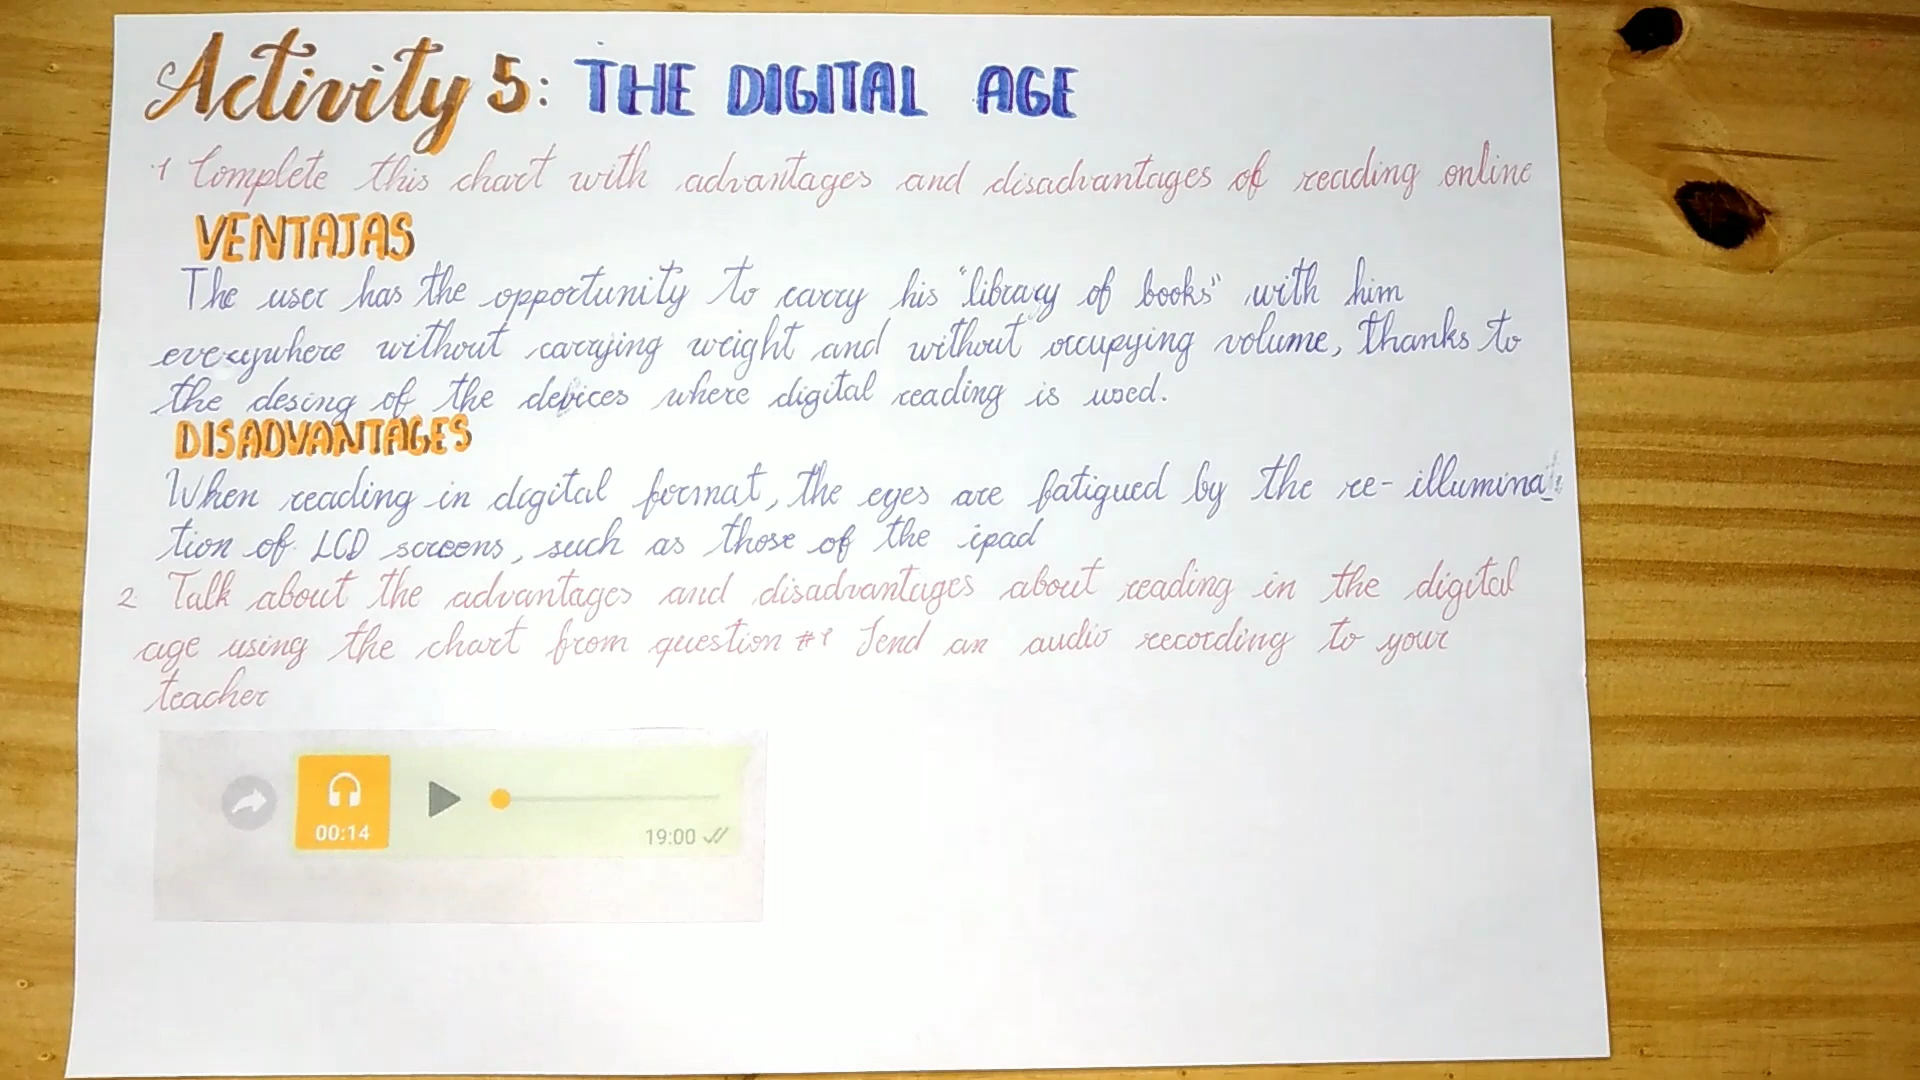 Activity 5: THE DIGITAL AGE
1 Complete this chart with advantages and disadvantages of reading online
VENTAJAS
The user has the opportunity to carry his "library of books" with him
everywhere without carrying weight and without occupying volume, thanks to
the desing of the devices where digital reading is used.
DISADVANTAGES
When reading in digital format, the eyes are fatigued by the re-illumina
tion of LCD screens, such as those of the ipad
2 Talk about the advantages and disadvantages about reading in the digital
age using the chart from question #1 Send an audio recording to your
teacher
00:14
19:00